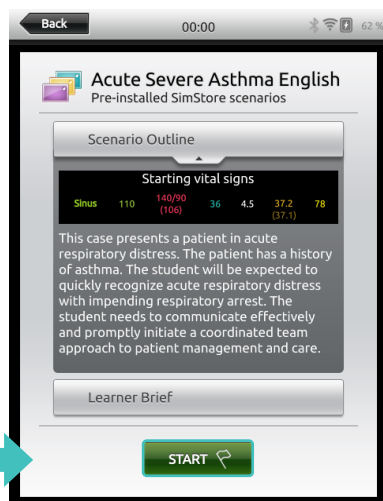 Back
00:00
62 %
Acute Severe Asthma English
Pre-installed SimStore scenarios
Scenario Outline
Starting vital signs
Sinus 110 140/90 (106) 36 4.5 37.2 (37.1) 78
This case presents a patient in acute
respiratory distress. The patient has a history
of asthma. The student will be expected to
quickly recognize acute respiratory distress
with impending respiratory arrest. The
student needs to communicate effectively
and promptly initiate a coordinated team
approach to patient management and care.
Learner Brief
START